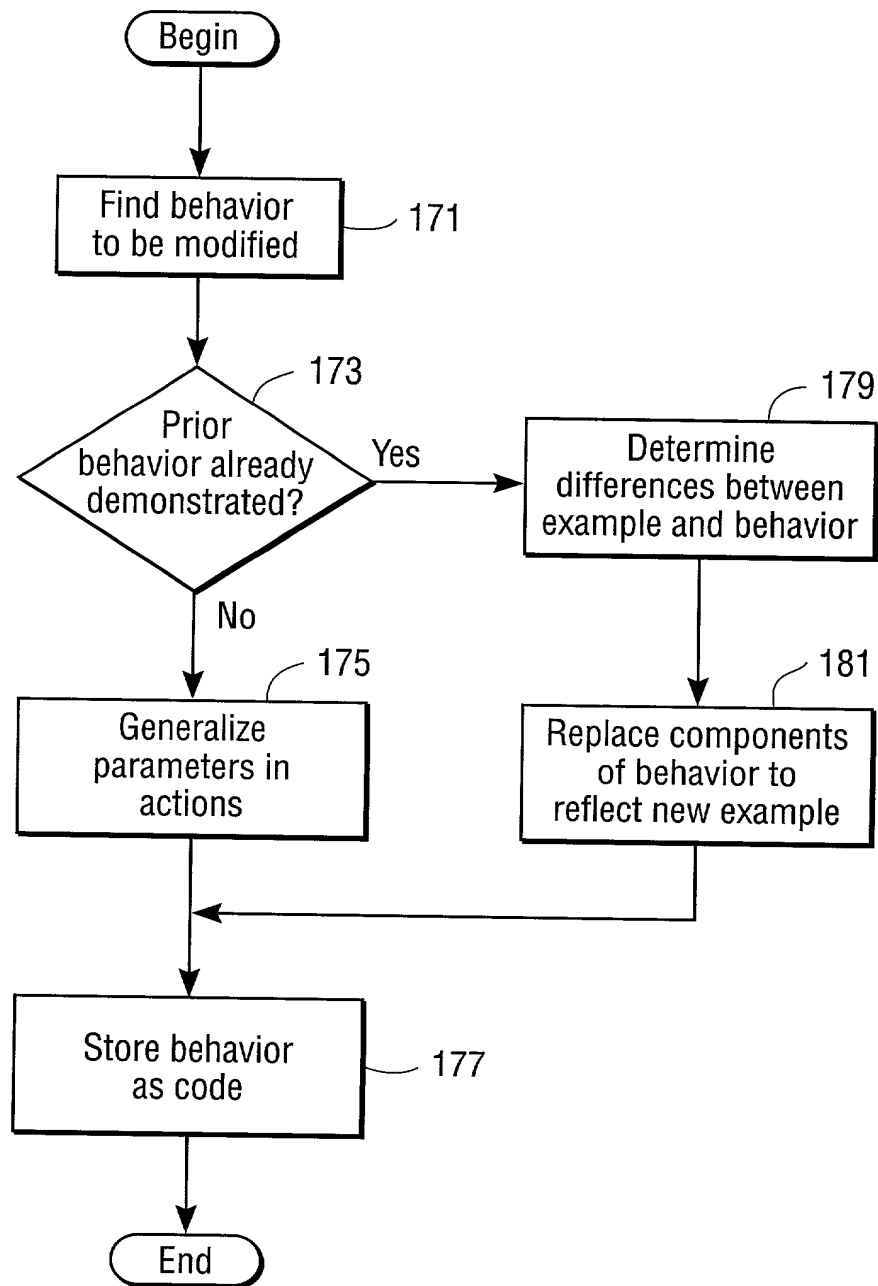 Begin
Find behavior
to be modified
171
173
Prior
behavior already
demonstrated?
Yes
No
179
Determine
differences between
example and behavior
175
Generalize
parameters in
actions
181
Replace components
of behavior to
reflect new example
Store behavior
as code
177
End